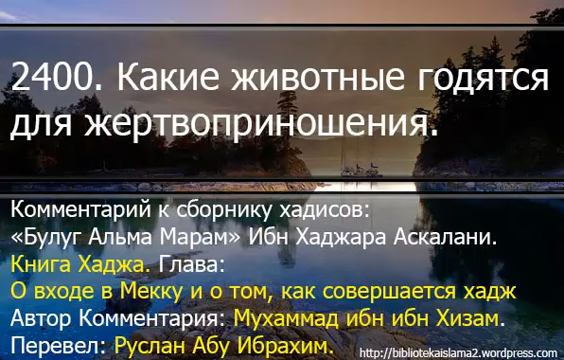 2400. Какие животные годятся
для жертвоприношения.
Комментарий к сборнику хадисов:
«Булуг Альма Марам» Ибн Хаджара Аскалани.
Книга Хаджа. Глава:
О входе в Мекку и о том, как совершается хадж
Автор Комментария: Мухаммад ибн ибн Хизам.
Перевел: Руслан Абу Ибрахим.
http://bibliotekaislama2.wordpress.com